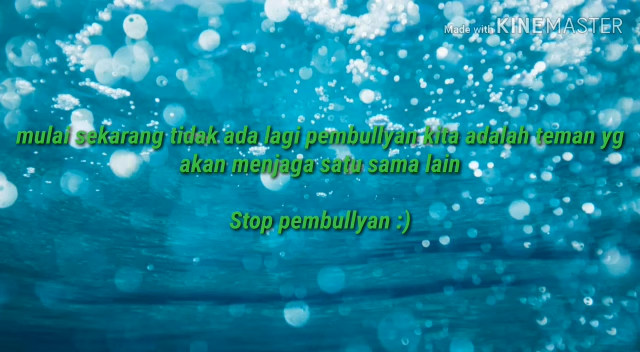 Made with KINEMASTER
mulai sekarang tidak ada lagi pembullyan kita adalah teman yg
akan menjaga satu sama lain
Stop pembullyan :)